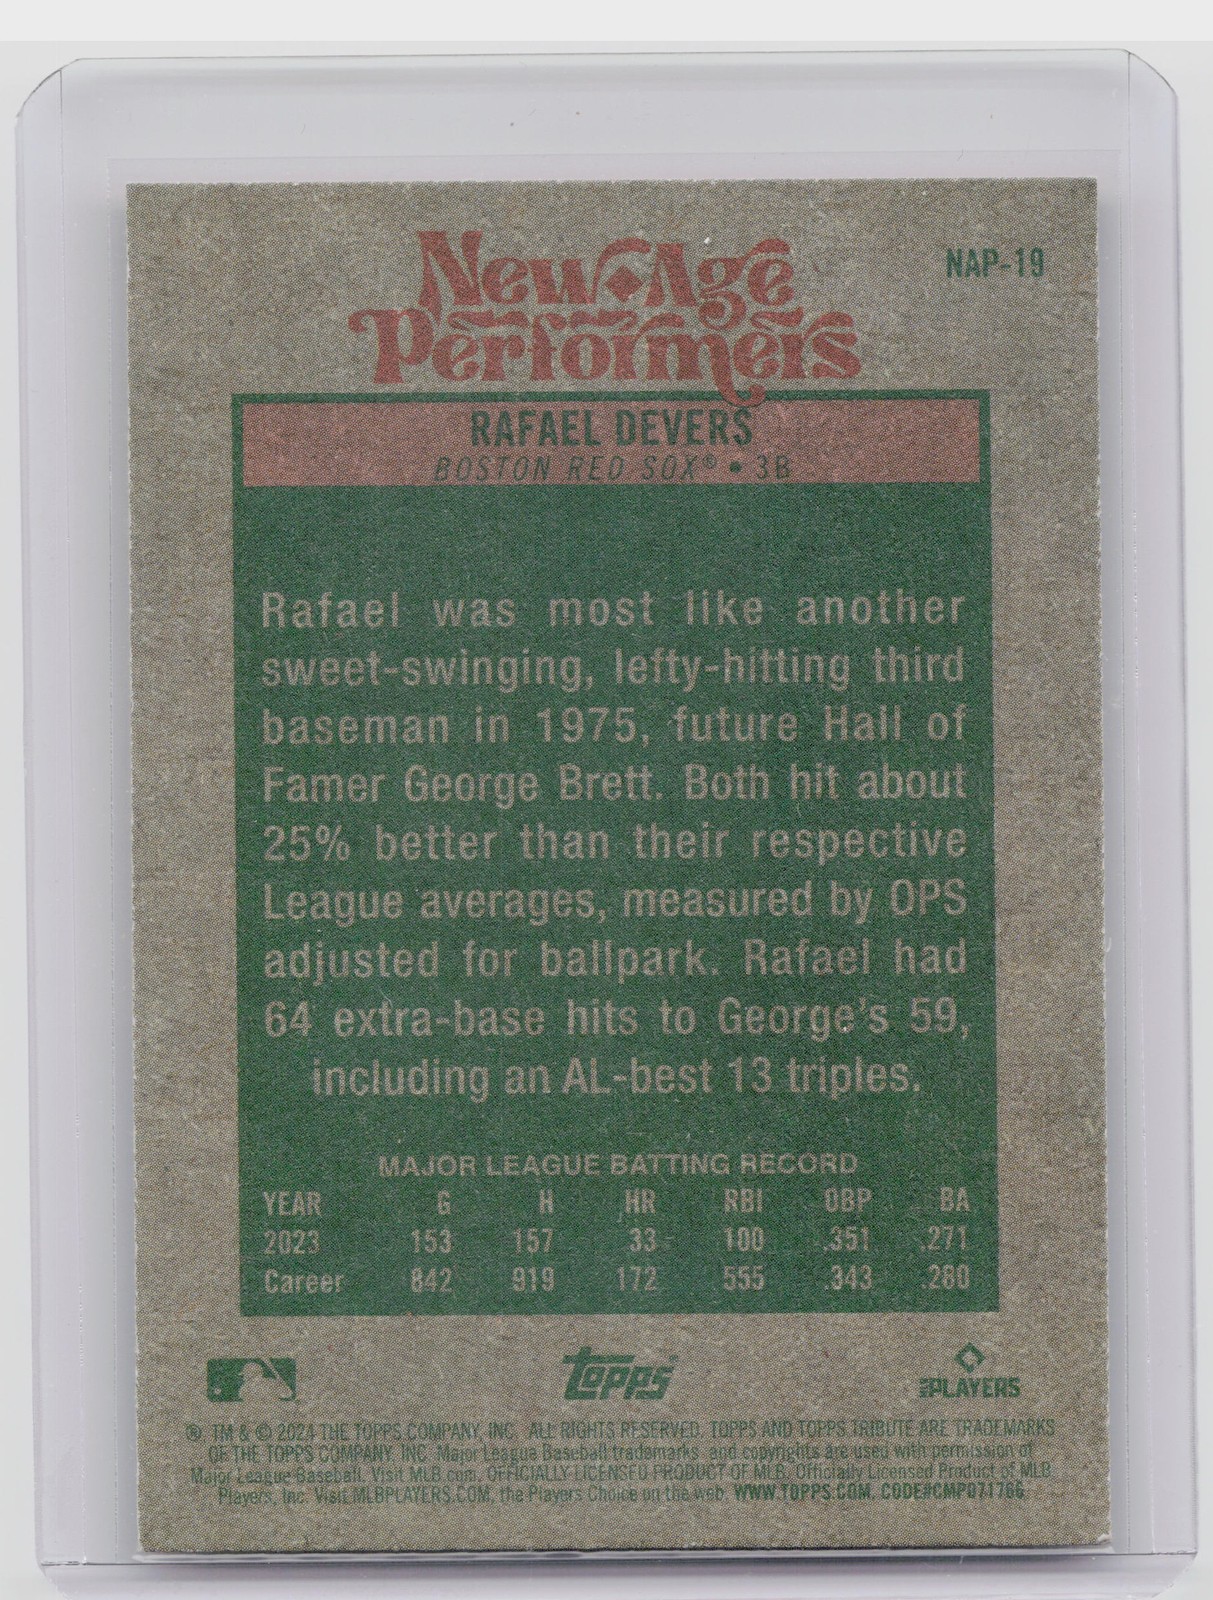 New Age
Performers
NAP-19
RAFAEL DEVERS
BOSTON RED SOX® • 3B
Rafael was most like another
sweet-swinging, lefty-hitting third
baseman in 1975, future Hall of
Famer George Brett. Both hit about
25% better than their respective
League averages, measured by OPS
adjusted for ballpark. Rafael had
64 extra-base hits to George's 59,
including an AL-best 13 triples.
MAJOR LEAGUE BATTING RECORD
YEAR G H HR RBI OBP BA
2023 153 157 33 100 .351 .271
Career 842 919 172 555 .343 .280
topps
MLB PLAYERS
® TM & © 2024 THE TOPPS COMPANY, INC. ALL RIGHTS RESERVED. TOPPS AND TOPPS TRIBUTE ARE TRADEMARKS
OF THE TOPPS COMPANY, INC. Major League Baseball trademarks and copyrights are used with permission of
Major League Baseball. Visit MLB.com. OFFICIALLY LICENSED PRODUCT OF MLB. Officially Licensed Product of MLB
Players, Inc. Visit MLBPLAYERS.COM, the Players Choice on the web. WWW.TOPPS.COM. CODE#CMP071766